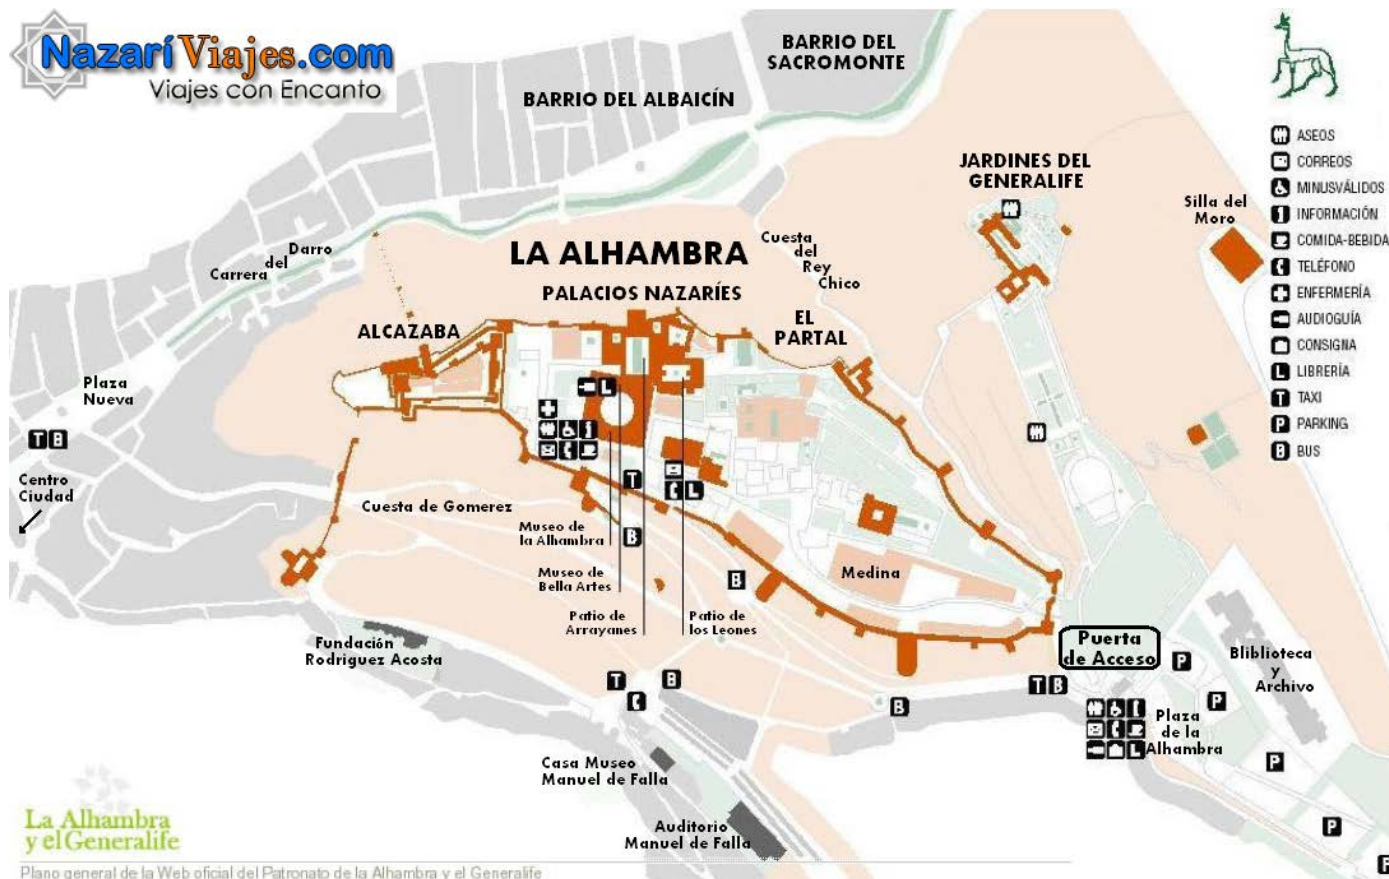 NazaríViajes.com
Viajes con Encanto
BARRIO DEL
SACROMONTE
BARRIO DEL ALBAICÍN
JARDINES DEL
GENERALIFE
Silla del
Moro
ASEOS
CORREOS
MINUSVÁLIDOS
INFORMACIÓN
COMIDA-BEBIDA
TELÉFONO
ENFERMERÍA
AUDIOGUÍA
CONSIGNA
L LIBRERÍA
T TAXI
P PARKING
B BUS
Carrera del Darro
LA ALHAMBRA
PALACIOS NAZARÍES
Cuesta
del
Rey
Chico
ALCAZABA
EL
PARTAL
Plaza
Nueva
T B
Centro
Ciudad
L
T
L
B
B
Cuesta de Gomerez
Museo de
la Alhambra
Museo de
Bella Artes
Patio de
Arrayanes
Patio de
los Leones
Medina
Fundación
Rodriguez Acosta
Puerta
de Acceso
P
Bliblioteca
y
Archivo
T
B
T B
B
P
Plaza
de la
Alhambra
L
P
P
P
Casa Museo
Manuel de Falla
Auditorio
Manuel de Falla
La Alhambra
y el Generalife
Plano general de la Web oficial del Patronato de la Alhambra y el Generalife